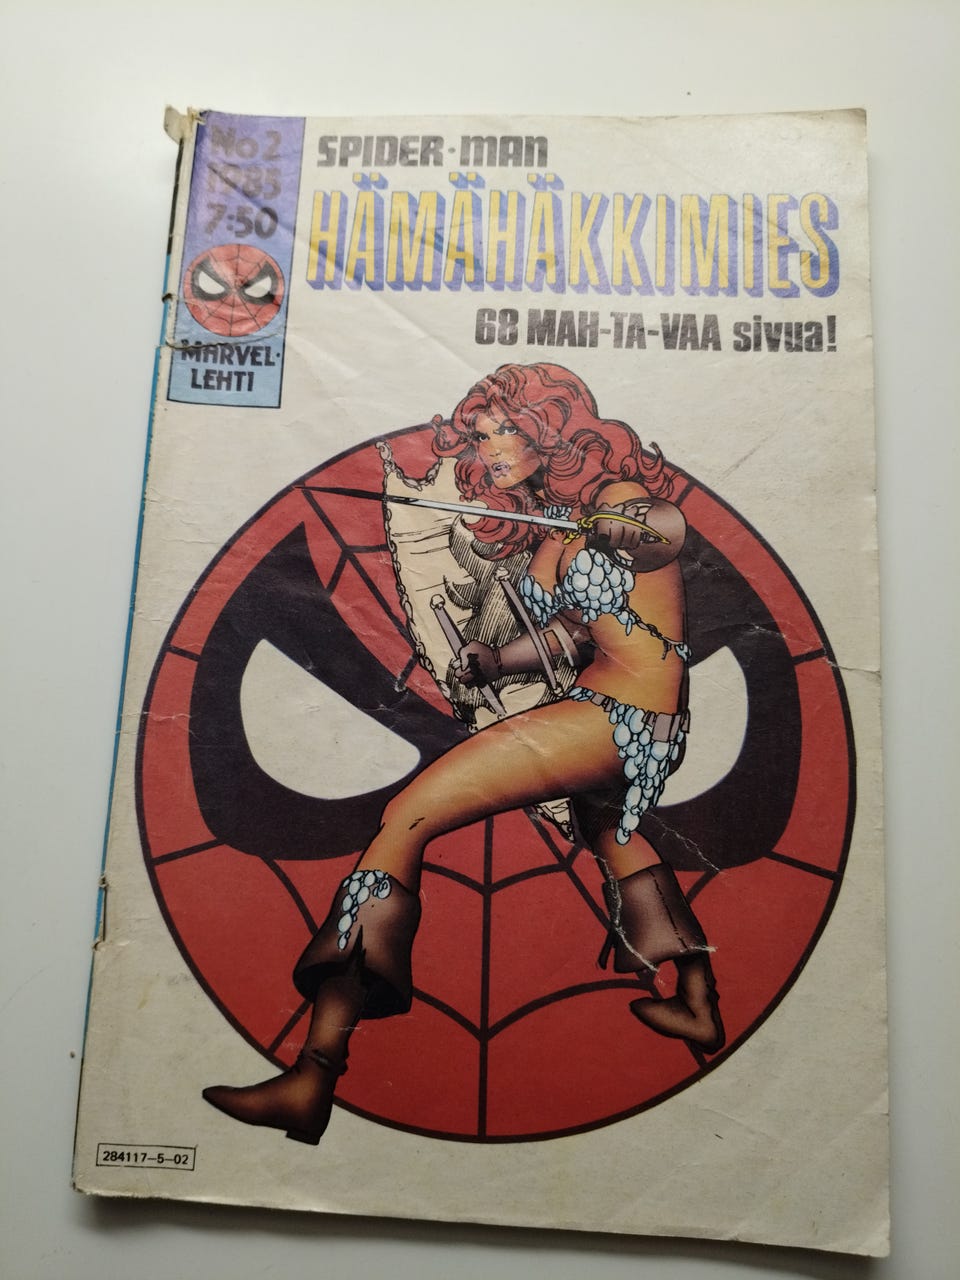 No 2
1985
7:50
MARVEL-
LEHTI
SPIDER·MAN
HÄMÄHÄKKIMIES
68 MAH-TA-VAA sivua!
284117-5-02